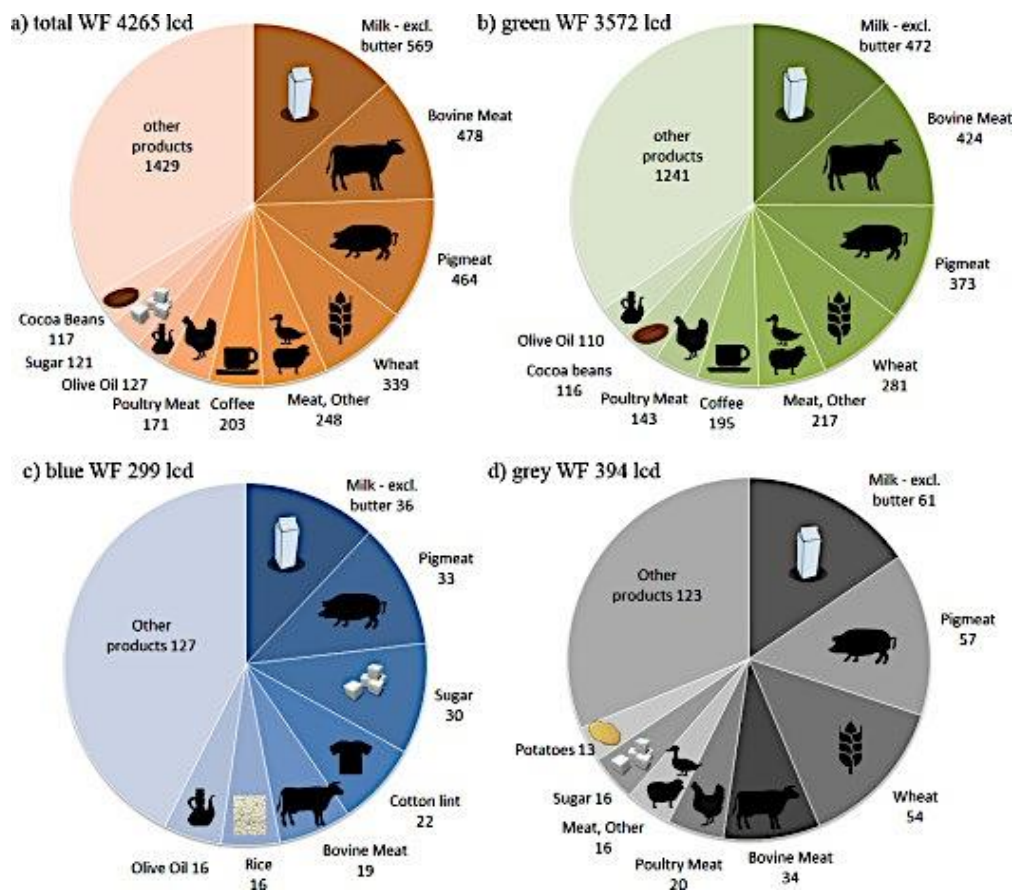 a) total WF 4265 lcd
Milk - excl.
butter 569
Bovine Meat
478
Pigmeat
464
Wheat
339
Meat, Other
248
Coffee
203
Poultry Meat
171
Olive Oil 127
Sugar 121
Cocoa Beans
117
other
products
1429
b) green WF 3572 lcd
Milk - excl.
butter 472
Bovine Meat
424
Pigmeat
373
Wheat
281
Meat, Other
217
Coffee
195
Poultry Meat
143
Cocoa beans
116
Olive Oil 110
other
products
1241
c) blue WF 299 lcd
Milk - excl.
butter 36
Pigmeat
33
Sugar
30
Cotton lint
22
Bovine Meat
19
Rice
16
Olive Oil 16
Other
products 127
d) grey WF 394 lcd
Milk - excl.
butter 61
Pigmeat
57
Wheat
54
Bovine Meat
34
Poultry Meat
20
Meat, Other
16
Sugar 16
Potatoes 13
Other
products 123